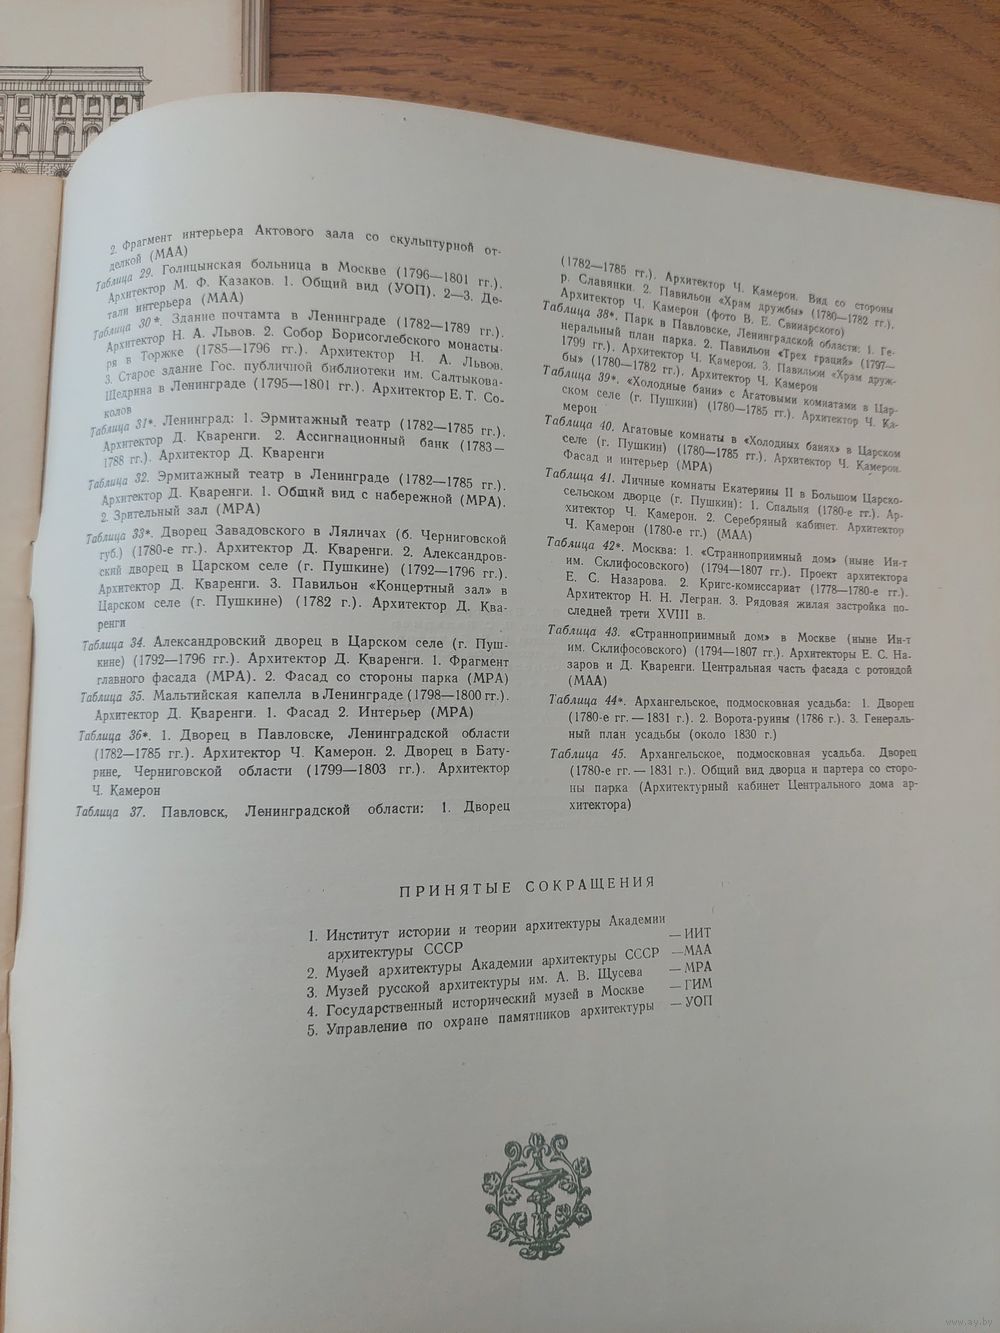 2. Фрагмент интерьера Актового зала со скульптурной от-
делкой (МАА)
Таблица 29. Голицынская больница в Москве (1796—1801 гг.).
Архитектор М. Ф. Казаков. 1. Общий вид (УОП). 2—3. Де-
тали интерьера (МАА)
Таблица 30*. Здание почтамта в Ленинграде (1782—1789 гг.).
Архитектор Н. А. Львов. 2. Собор Борисоглебского монасты-
ря в Торжке (1785—1796 гг.). Архитектор Н. А. Львов.
3. Старое здание Гос. публичной библиотеки им. Салтыкова-
Щедрина в Ленинграде (1795—1801 гг.). Архитектор Е. Т. Со-
колов
Таблица 31*. Ленинград: 1. Эрмитажный театр (1782—1785 гг.).
Архитектор Д. Кваренги. 2. Ассигнационный банк (1783—
1788 гг.). Архитектор Д. Кваренги
Таблица 32. Эрмитажный театр в Ленинграде (1782—1785 гг.).
Архитектор Д. Кваренги. 1. Общий вид с набережной (МРА).
2. Зрительный зал (МРА)
Таблица 33*. Дворец Завадовского в Ляличах (б. Черниговской
губ.) (1780-е гг.). Архитектор Д. Кваренги. 2. Александров-
ский дворец в Царском селе (г. Пушкине) (1792—1796 гг.).
Архитектор Д. Кваренги. 3. Павильон «Концертный зал» в
Царском селе (г. Пушкине) (1782 г.). Архитектор Д. Ква-
ренги
Таблица 34. Александровский дворец в Царском селе (г. Пуш-
кине) (1792—1796 гг.). Архитектор Д. Кваренги. 1. Фрагмент
главного фасада (МРА). 2. Фасад со стороны парка (МРА)
Таблица 35. Мальтийская капелла в Ленинграде (1798—1800 гг.).
Архитектор Д. Кваренги. 1. Фасад 2. Интерьер (МРА)
Таблица 36*. 1. Дворец в Павловске, Ленинградской области
(1782—1785 гг.). Архитектор Ч. Камерон. 2. Дворец в Бату-
рине, Черниговской области (1799—1803 гг.). Архитектор
Ч. Камерон
Таблица 37. Павловск, Ленинградской области: 1. Дворец
(1782—1785 гг.). Архитектор Ч. Камерон. Вид со стороны
р. Славянки. 2. Павильон «Храм дружбы» (1780—1782 гг.).
Архитектор Ч. Камерон (фото В. Е. Свинарского)
Таблица 38*. Парк в Павловске, Ленинградской области: 1. Ге-
неральный план парка. 2. Павильон «Трех граций» (1797—
1799 гг.). Архитектор Ч. Камерон. 3. Павильон «Храм друж-
бы» (1780—1782 гг.). Архитектор Ч. Камерон
Таблица 39*. «Холодные бани» с Агатовыми комнатами в Цар-
ском селе (г. Пушкин) (1780—1785 гг.). Архитектор Ч. Ка-
мерон
Таблица 40. Агатовые комнаты в «Холодных банях» в Царском
селе (г. Пушкин) (1780—1785 гг.). Архитектор Ч. Камерон.
Фасад и интерьер (МРА)
Таблица 41. Личные комнаты Екатерины II в Большом Царско-
сельском дворце (г. Пушкин): 1. Спальня (1780-е гг.). Ар-
хитектор Ч. Камерон. 2. Серебряный кабинет. Архитектор
Ч. Камерон (1780-е гг.) (МАА)
Таблица 42*. Москва: 1. «Странноприимный дом» (ныне Ин-т
им. Склифосовского) (1794—1807 гг.). Проект архитектора
Е. С. Назарова. 2. Кригс-комиссариат (1778—1780-е гг.).
Архитектор Н. Н. Легран. 3. Рядовая жилая застройка по-
следней трети XVIII в.
Таблица 43. «Странноприимный дом» в Москве (ныне Ин-т
им. Склифосовского) (1794—1807 гг.). Архитекторы Е. С. На-
заров и Д. Кваренги. Центральная часть фасада с ротондой
(МАА)
Таблица 44*. Архангельское, подмосковная усадьба: 1. Дворец
(1780-е гг. — 1831 г.). 2. Ворота-руины (1786 г.). 3. Генераль-
ный план усадьбы (около 1830 г.)
Таблица 45. Архангельское, подмосковная усадьба. Дворец
(1780-е гг. — 1831 г.). Общий вид дворца и партера со сторо-
ны парка (Архитектурный кабинет Центрального дома ар-
хитектора)
ПРИНЯТЫЕ СОКРАЩЕНИЯ
1. Институт истории и теории архитектуры Академии
архитектуры СССР — ИИТ
2. Музей архитектуры Академии архитектуры СССР — МАА
3. Музей русской архитектуры им. А. В. Щусева — МРА
4. Государственный исторический музей в Москве — ГИМ
5. Управление по охране памятников архитектуры — УОП
www.ay.by